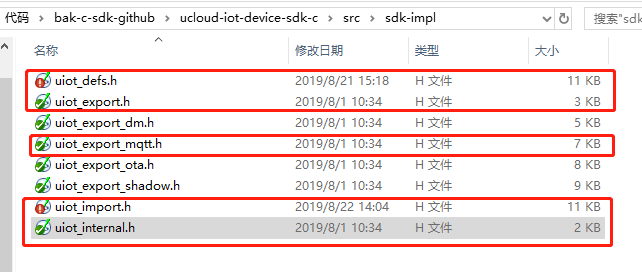 代码 › bak-c-sdk-github › ucloud-iot-device-sdk-c › src › sdk-impl 搜索"sd
名称 修改日期 类型 大小
uiot_defs.h 2019/8/21 15:18 H 文件 11 KB
uiot_export.h 2019/8/1 10:34 H 文件 3 KB
uiot_export_dm.h 2019/8/1 10:34 H 文件 5 KB
uiot_export_mqtt.h 2019/8/1 10:34 H 文件 7 KB
uiot_export_ota.h 2019/8/1 10:34 H 文件 8 KB
uiot_export_shadow.h 2019/8/1 10:34 H 文件 9 KB
uiot_import.h 2019/8/22 14:04 H 文件 11 KB
uiot_internal.h 2019/8/1 10:34 H 文件 2 KB